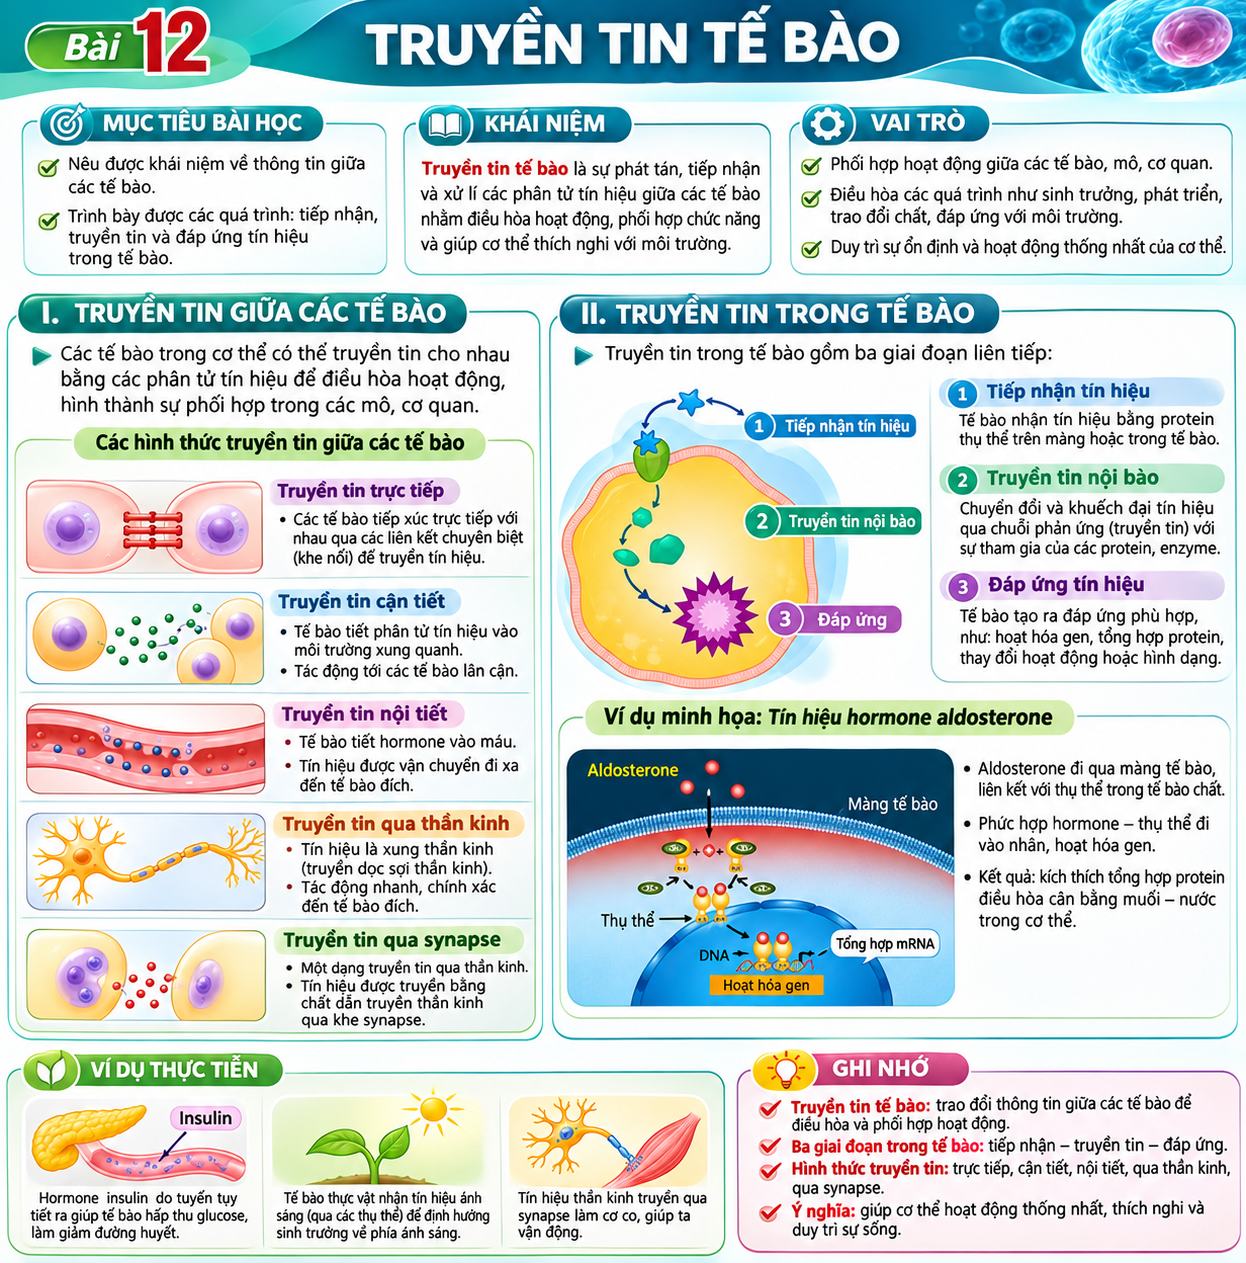 Bài 12
TRUYỀN TIN TẾ BÀO
MỤC TIÊU BÀI HỌC
Nêu được khái niệm về thông tin giữa
các tế bào.
Trình bày được các quá trình: tiếp nhận,
truyền tin và đáp ứng tín hiệu
trong tế bào.
KHÁI NIỆM
Truyền tin tế bào là sự phát tán, tiếp nhận
và xử lí các phân tử tín hiệu giữa các tế bào
nhằm điều hòa hoạt động, phối hợp chức năng
và giúp cơ thể thích nghi với môi trường.
VAI TRÒ
Phối hợp hoạt động giữa các tế bào, mô, cơ quan.
Điều hòa các quá trình như sinh trưởng, phát triển,
trao đổi chất, đáp ứng với môi trường.
Duy trì sự ổn định và hoạt động thống nhất của cơ thể.
I. TRUYỀN TIN GIỮA CÁC TẾ BÀO
Các tế bào trong cơ thể có thể truyền tin cho nhau
bằng các phân tử tín hiệu để điều hòa hoạt động,
hình thành sự phối hợp trong các mô, cơ quan.
Các hình thức truyền tin giữa các tế bào
Truyền tin trực tiếp
• Các tế bào tiếp xúc trực tiếp với
nhau qua các liên kết chuyên biệt
(khe nối) để truyền tín hiệu.
Truyền tin cận tiết
• Tế bào tiết phân tử tín hiệu vào
môi trường xung quanh.
• Tác động tới các tế bào lân cận.
Truyền tin nội tiết
• Tế bào tiết hormone vào máu.
• Tín hiệu được vận chuyển đi xa
đến tế bào đích.
Truyền tin qua thần kinh
• Tín hiệu là xung thần kinh
(truyền dọc sợi thần kinh).
• Tác động nhanh, chính xác
đến tế bào đích.
Truyền tin qua synapse
• Một dạng truyền tin qua thần kinh.
• Tín hiệu được truyền bằng
chất dẫn truyền thần kinh
qua khe synapse.
II. TRUYỀN TIN TRONG TẾ BÀO
Truyền tin trong tế bào gồm ba giai đoạn liên tiếp:
1 Tiếp nhận tín hiệu
2 Truyền tin nội bào
3 Đáp ứng
1 Tiếp nhận tín hiệu
Tế bào nhận tín hiệu bằng protein
thụ thể trên màng hoặc trong tế bào.
2 Truyền tin nội bào
Chuyển đổi và khuếch đại tín hiệu
qua chuỗi phản ứng (truyền tin) với
sự tham gia của các protein, enzyme.
3 Đáp ứng tín hiệu
Tế bào tạo ra đáp ứng phù hợp,
như: hoạt hóa gen, tổng hợp protein,
thay đổi hoạt động hoặc hình dạng.
Ví dụ minh họa: Tín hiệu hormone aldosterone
Aldosterone
Màng tế bào
Thụ thể
DNA
Tổng hợp mRNA
Hoạt hóa gen
• Aldosterone đi qua màng tế bào,
liên kết với thụ thể trong tế bào chất.
• Phức hợp hormone – thụ thể đi
vào nhân, hoạt hóa gen.
• Kết quả: kích thích tổng hợp protein
điều hòa cân bằng muối – nước
trong cơ thể.
VÍ DỤ THỰC TIỄN
Insulin
Hormone insulin do tuyến tụy
tiết ra giúp tế bào hấp thu glucose,
làm giảm đường huyết.
Tế bào thực vật nhận tín hiệu ánh
sáng (qua các thụ thể) để định hướng
sinh trưởng về phía ánh sáng.
Tín hiệu thần kinh truyền qua
synapse làm cơ co, giúp ta
vận động.
GHI NHỚ
Truyền tin tế bào: trao đổi thông tin giữa các tế bào để
điều hòa và phối hợp hoạt động.
Ba giai đoạn trong tế bào: tiếp nhận – truyền tin – đáp ứng.
Hình thức truyền tin: trực tiếp, cận tiết, nội tiết, qua thần kinh,
qua synapse.
Ý nghĩa: giúp cơ thể hoạt động thống nhất, thích nghi và
duy trì sự sống.